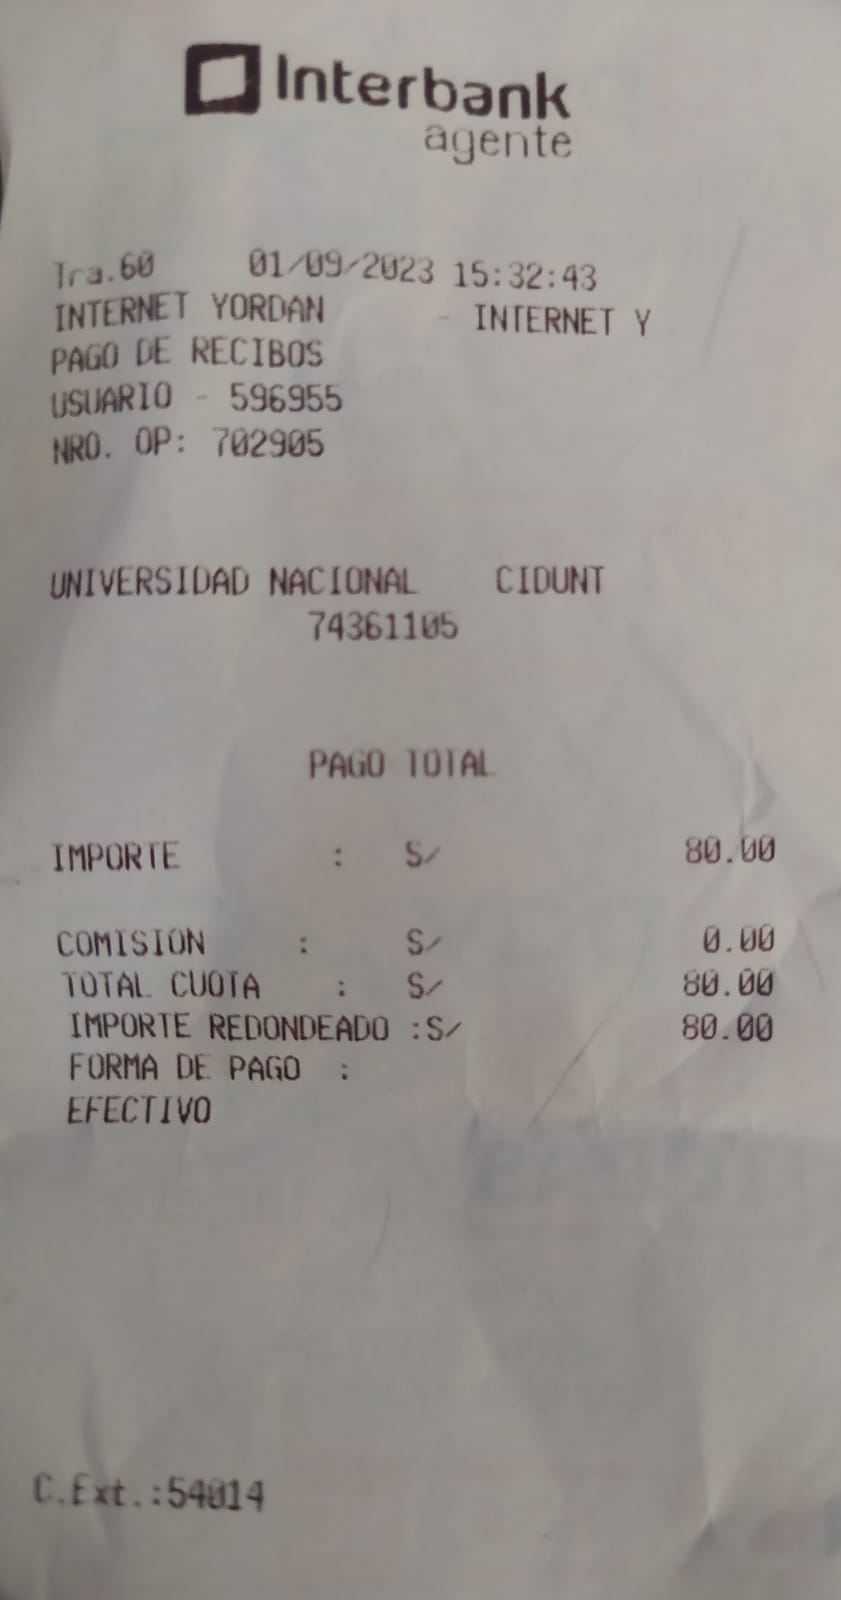 Interbank
agente
Tra.60 01/09/2023 15:32:43
INTERNET YORDAN - INTERNET Y
PAGO DE RECIBOS
USUARIO - 596955
NRO. OP: 702905
UNIVERSIDAD NACIONAL CIDUNT
74361105
PAGO TOTAL
IMPORTE : S/ 80.00
COMISION : S/ 0.00
TOTAL CUOTA : S/ 80.00
IMPORTE REDONDEADO :S/ 80.00
FORMA DE PAGO :
EFECTIVO
C.Ext.:54014